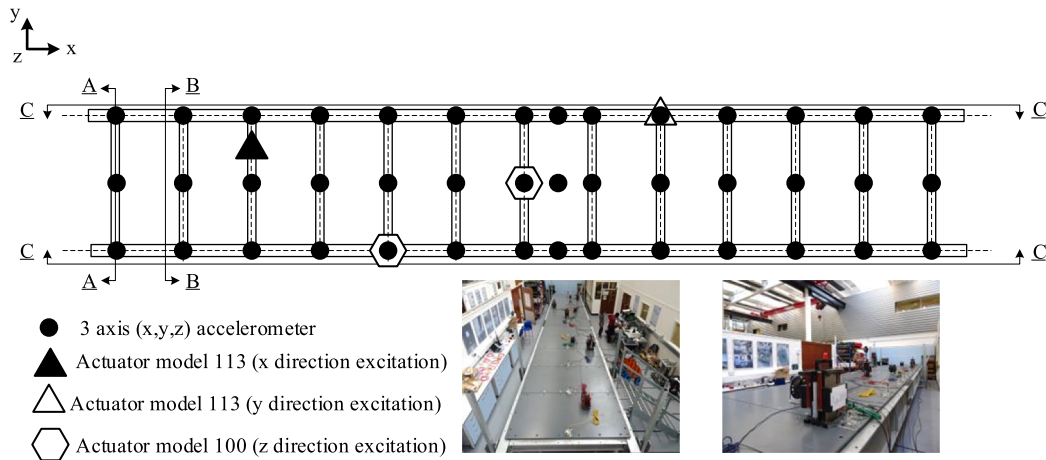 y
z
x
A B
C C
C C
A B
3 axis (x,y,z) accelerometer
Actuator model 113 (x direction excitation)
Actuator model 113 (y direction excitation)
Actuator model 100 (z direction excitation)